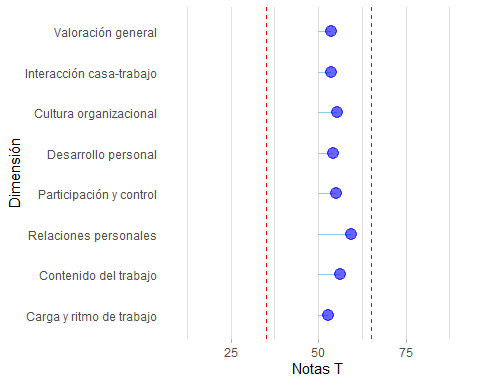 Valoración general
Interacción casa-trabajo
Cultura organizacional
Desarrollo personal
Participación y control
Relaciones personales
Contenido del trabajo
Carga y ritmo de trabajo
Dimensión
25 50 75
Notas T